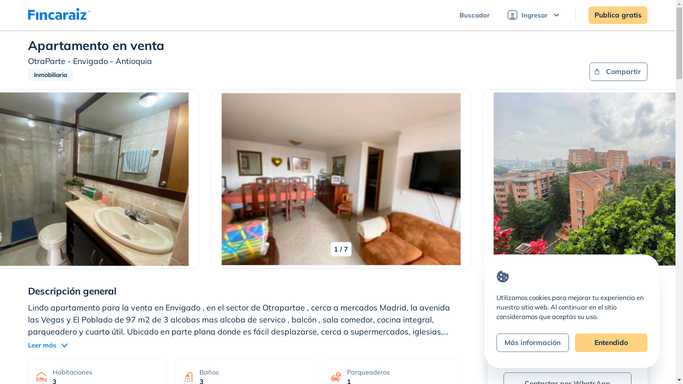 Fincaraiz
Buscador
Ingresar
Publica gratis
Apartamento en venta
OtraParte - Envigado - Antioquia
Inmobiliaria
Compartir
1 / 7
Descripción general
Lindo apartamento para la venta en Envigado , en el sector de Otrapartae , cerca a mercados Madrid, la avenida
las Vegas y El Poblado de 97 m2 de 3 alcobas mas alcoba de servico , balcón , sala comedor, cocina integral,
parqueadero y cuarto útil. Ubicado en parte plana donde es fácil desplazarse, cerca a supermercados, iglesias,...
Leer más
Habitaciones
3
Baños
3
Parqueaderos
1
Utilizamos cookies para mejorar tu experiencia en
nuestro sitio web. Al continuar en el sitio
consideramos que aceptas su uso.
Más información
Entendido
Contactar por WhatsApp